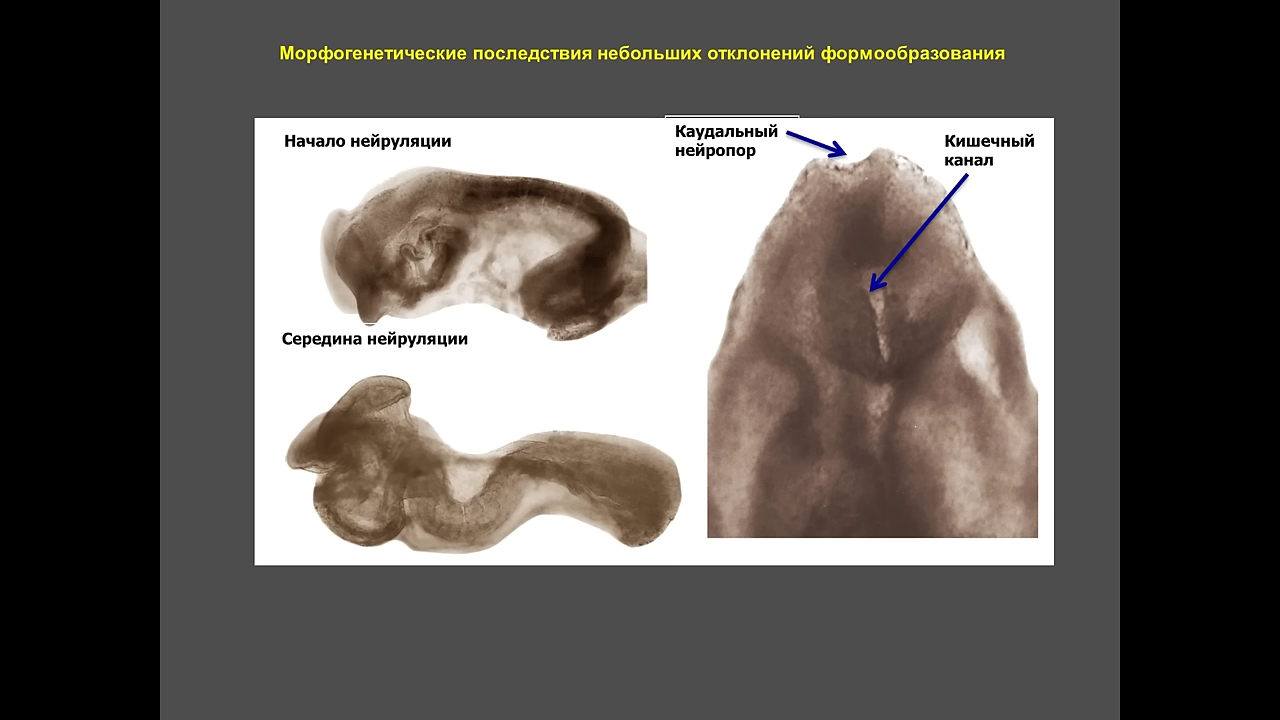 Морфогенетические последствия небольших отклонений формообразования
Начало нейруляции
Каудальный
нейропор
Кишечный
канал
Середина нейруляции